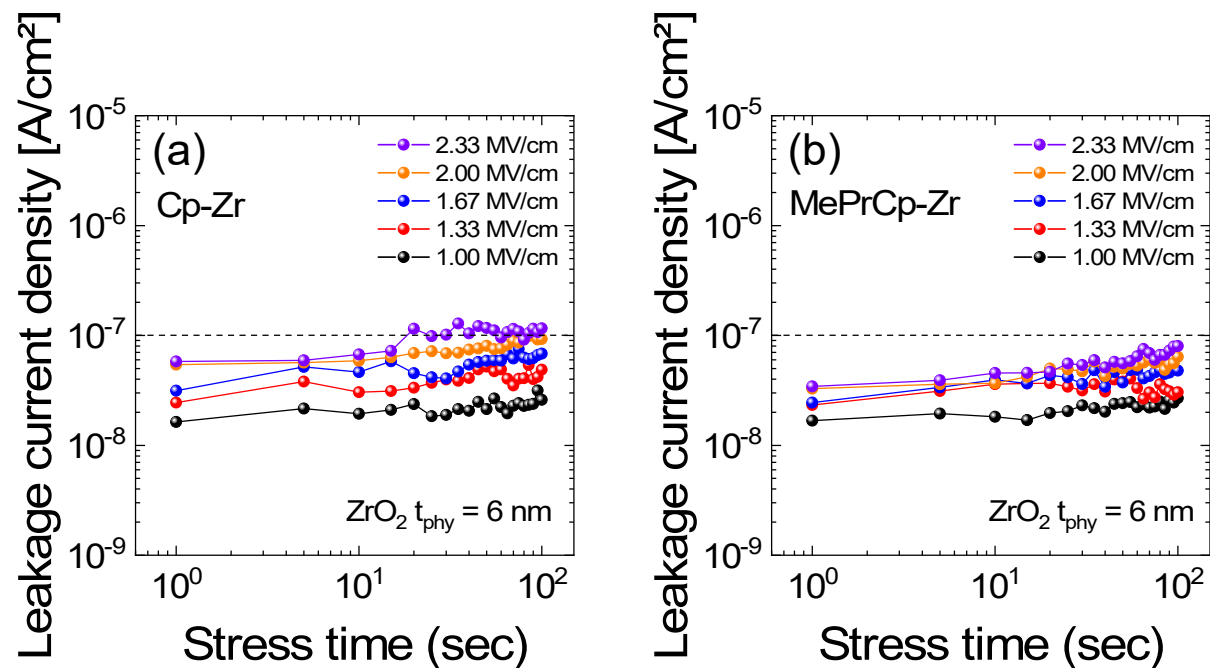 Leakage current density [A/cm²]
10⁻⁵
10⁻⁶
10⁻⁷
10⁻⁸
10⁻⁹
(a)
Cp-Zr
2.33 MV/cm
2.00 MV/cm
1.67 MV/cm
1.33 MV/cm
1.00 MV/cm
ZrO₂ tₚₕᵧ = 6 nm
10⁰
10¹
10²
Stress time (sec)
Leakage current density [A/cm²]
10⁻⁵
10⁻⁶
10⁻⁷
10⁻⁸
10⁻⁹
(b)
MePrCp-Zr
2.33 MV/cm
2.00 MV/cm
1.67 MV/cm
1.33 MV/cm
1.00 MV/cm
ZrO₂ tₚₕᵧ = 6 nm
10⁰
10¹
10²
Stress time (sec)